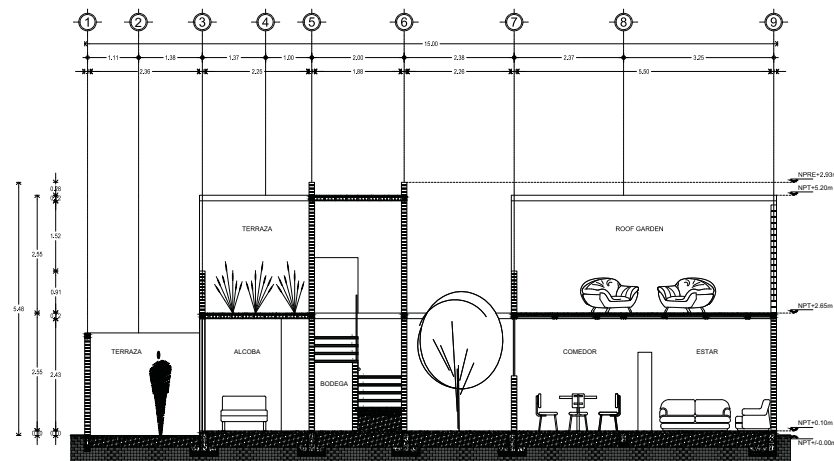 1 2 3 4 5 6 7 8 9
15.00
1.11 1.38 1.37 1.00 2.00 2.38 2.37 3.25
2.36 2.25 1.88 2.26 5.50
NPRE+2.93
0.28
NPT+5.20m
TERRAZA
ROOF GARDEN
1.52
2.55
0.91
5.48
NPT+2.65m
TERRAZA
ALCOBA
COMEDOR
ESTAR
2.55
2.43
BODEGA
NPT+0.10m
NPT+/-0.00m